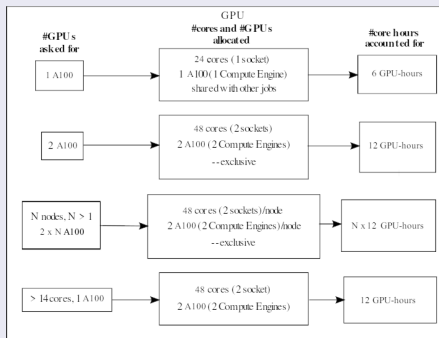 GPU
#GPUs
asked for
#cores and #GPUs
allocated
#core hours
accounted for
1 A100
24 cores (1 socket)
1 A100 (1 Compute Engine)
shared with other jobs
6 GPU-hours
2 A100
48 cores (2 sockets)
2 A100 (2 Compute Engines)
--exclusive
12 GPU-hours
N nodes, N > 1
2 x N A100
48 cores (2 sockets)/node
2 A100 (2 Compute Engines)/node
--exclusive
N x 12 GPU-hours
> 14 cores, 1 A100
48 cores (2 socket)
2 A100 (2 Compute Engines)
12 GPU-hours